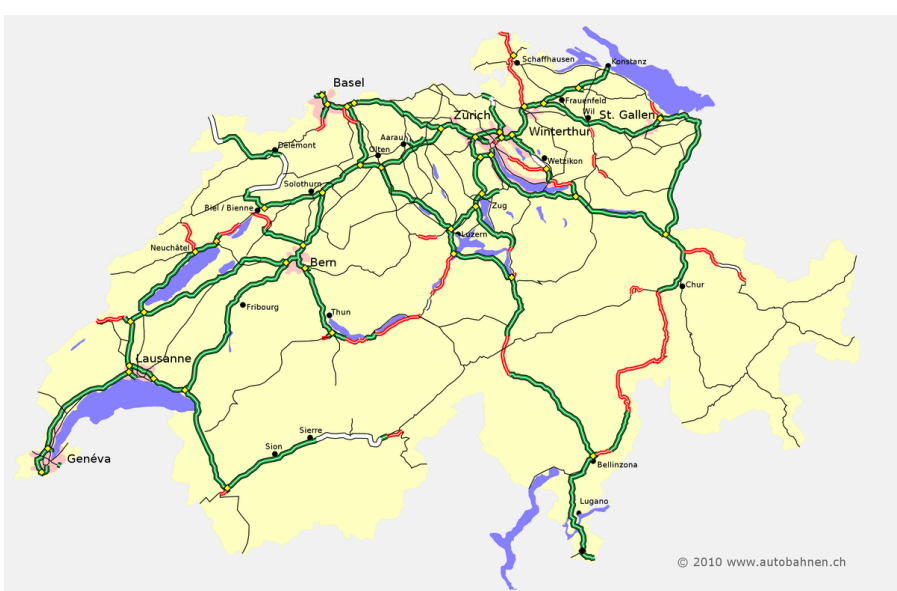 Schaffhausen
Konstanz
Basel
Frauenfeld
Wil
St. Gallen
Zürich
Winterthur
Aarau
Olten
Delémont
Wetzikon
Solothurn
Biel / Bienne
Zug
Luzern
Neuchâtel
Bern
Chur
Fribourg
Thun
Lausanne
Sierre
Sion
Genéva
Bellinzona
Lugano
© 2010 www.autobahnen.ch